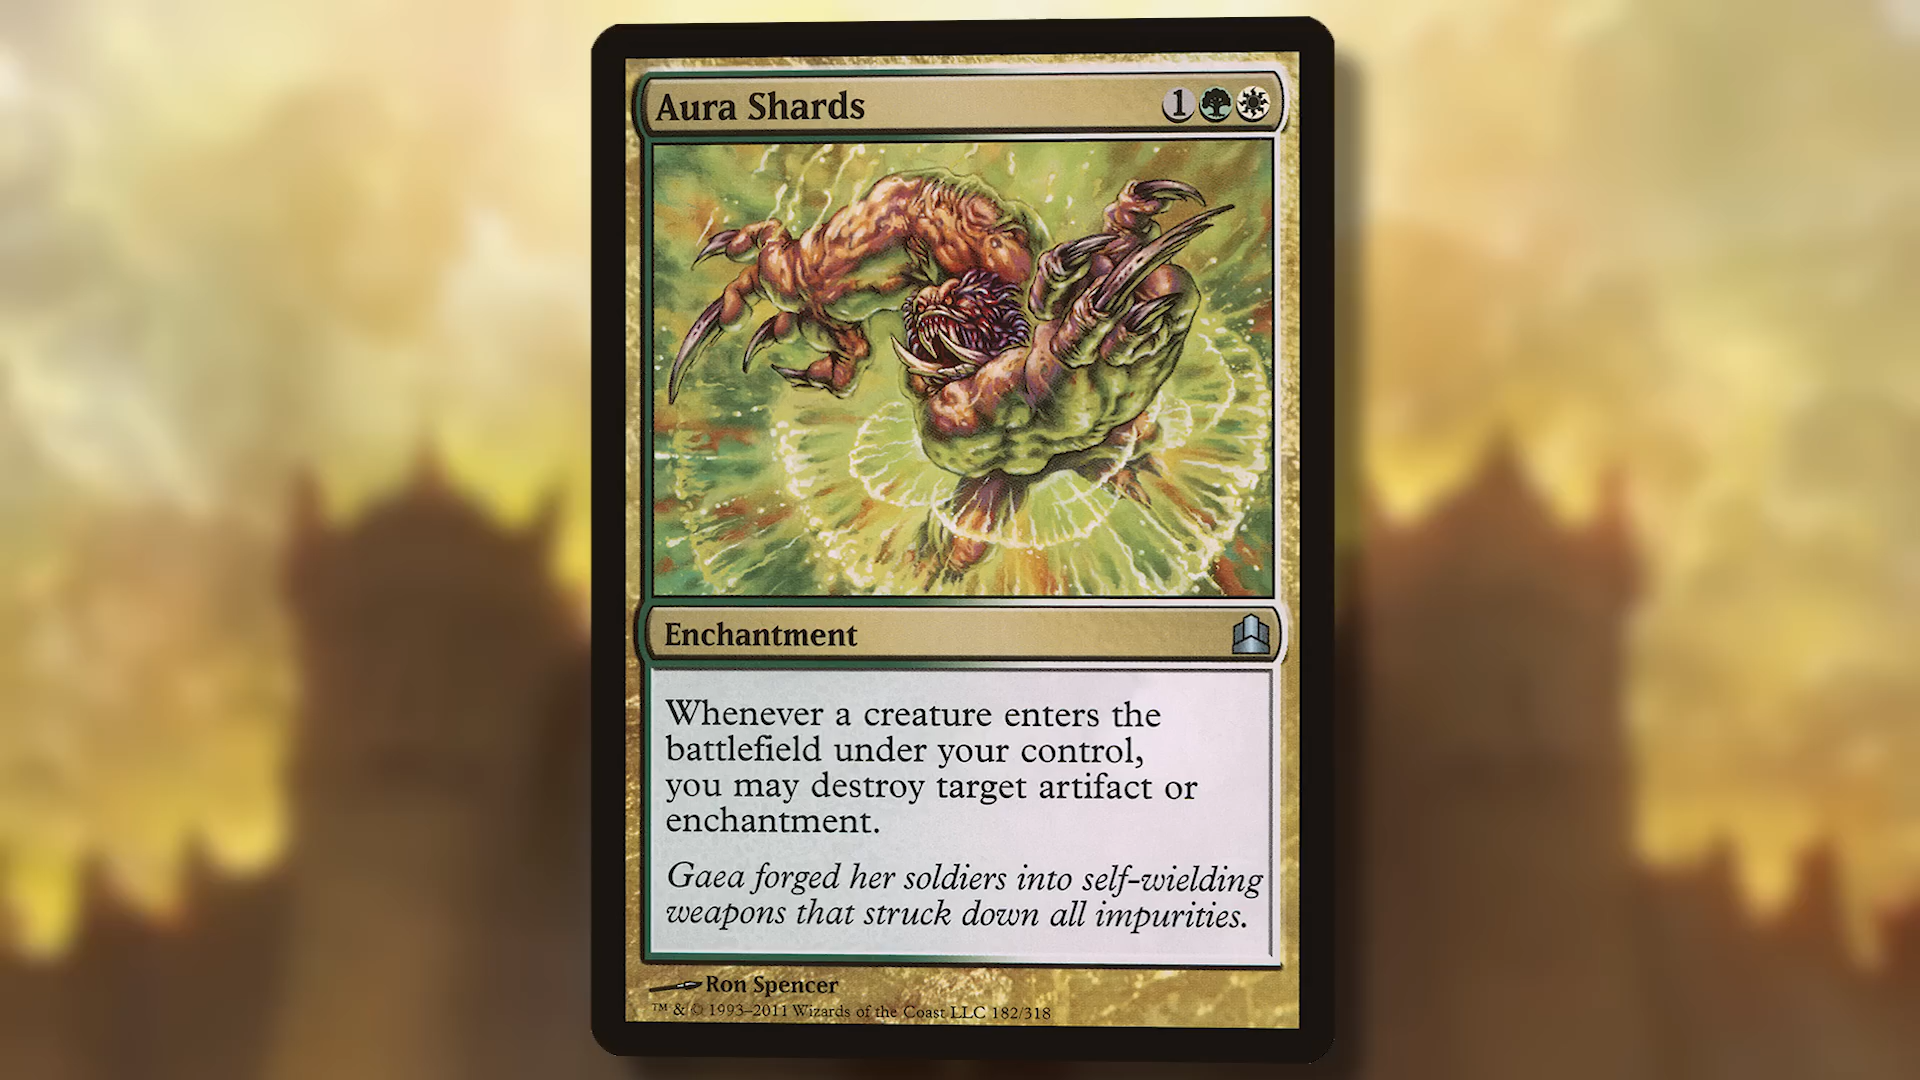 Aura Shards 1
Enchantment
Whenever a creature enters the
battlefield under your control,
you may destroy target artifact or
enchantment.
Gaea forged her soldiers into self-wielding
weapons that struck down all impurities.
Ron Spencer
™ & © 1993–2011 Wizards of the Coast LLC 182/318